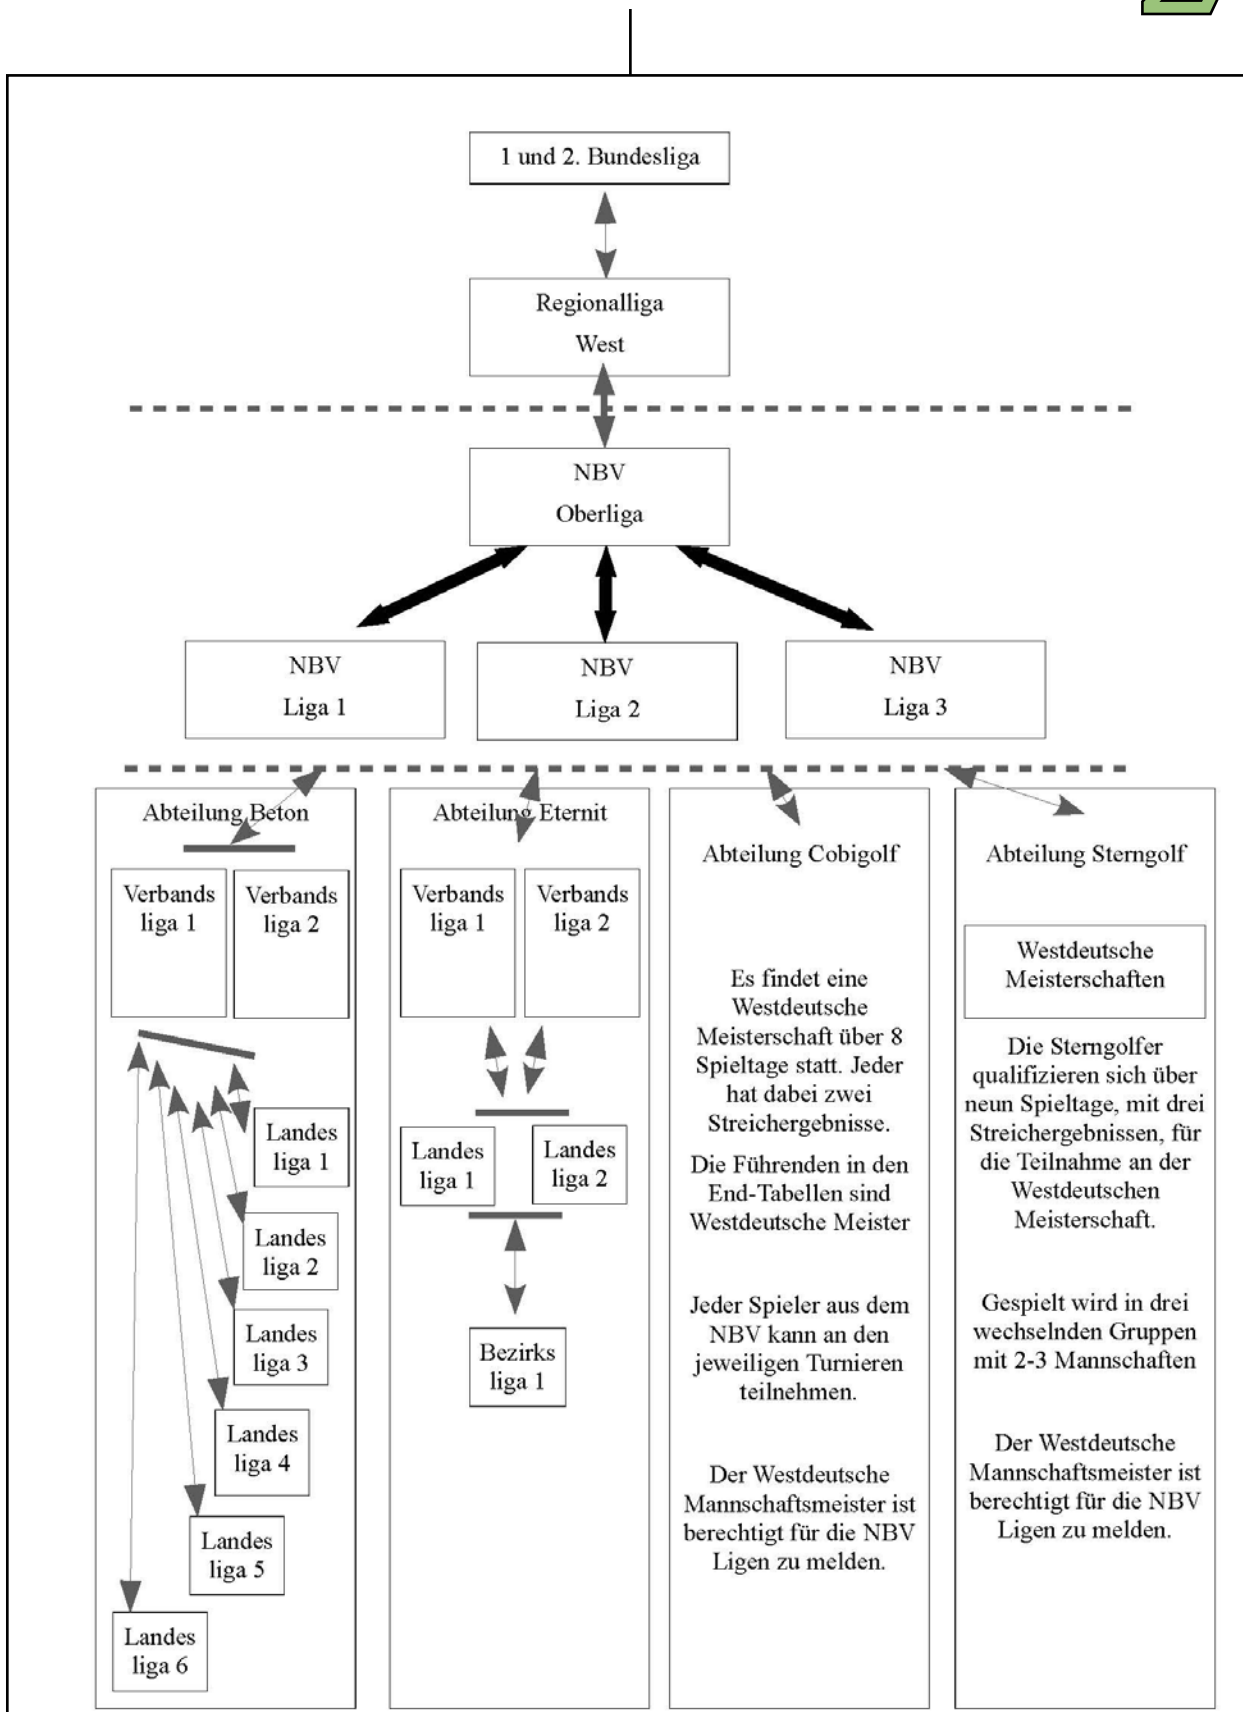 1 und 2. Bundesliga
Regionalliga
West
NBV
Oberliga
NBV
Liga 1
NBV
Liga 2
NBV
Liga 3
Abteilung Beton
Verbands
liga 1
Verbands
liga 2
Landes
liga 1
Landes
liga 2
Landes
liga 3
Landes
liga 4
Landes
liga 5
Landes
liga 6
Abteilung Eternit
Verbands
liga 1
Verbands
liga 2
Landes
liga 1
Landes
liga 2
Bezirks
liga 1
Abteilung Cobigolf
Es findet eine
Westdeutsche
Meisterschaft über 8
Spieltage statt. Jeder
hat dabei zwei
Streichergebnisse.
Die Führenden in den
End-Tabellen sind
Westdeutsche Meister
Jeder Spieler aus dem
NBV kann an den
jeweiligen Turnieren
teilnehmen.
Der Westdeutsche
Mannschaftsmeister ist
berechtigt für die NBV
Ligen zu melden.
Abteilung Sterngolf
Westdeutsche
Meisterschaften
Die Sterngolfer
qualifizieren sich über
neun Spieltage, mit drei
Streichergebnissen, für
die Teilnahme an der
Westdeutschen
Meisterschaft.
Gespielt wird in drei
wechselnden Gruppen
mit 2-3 Mannschaften
Der Westdeutsche
Mannschaftsmeister ist
berechtigt für die NBV
Ligen zu melden.